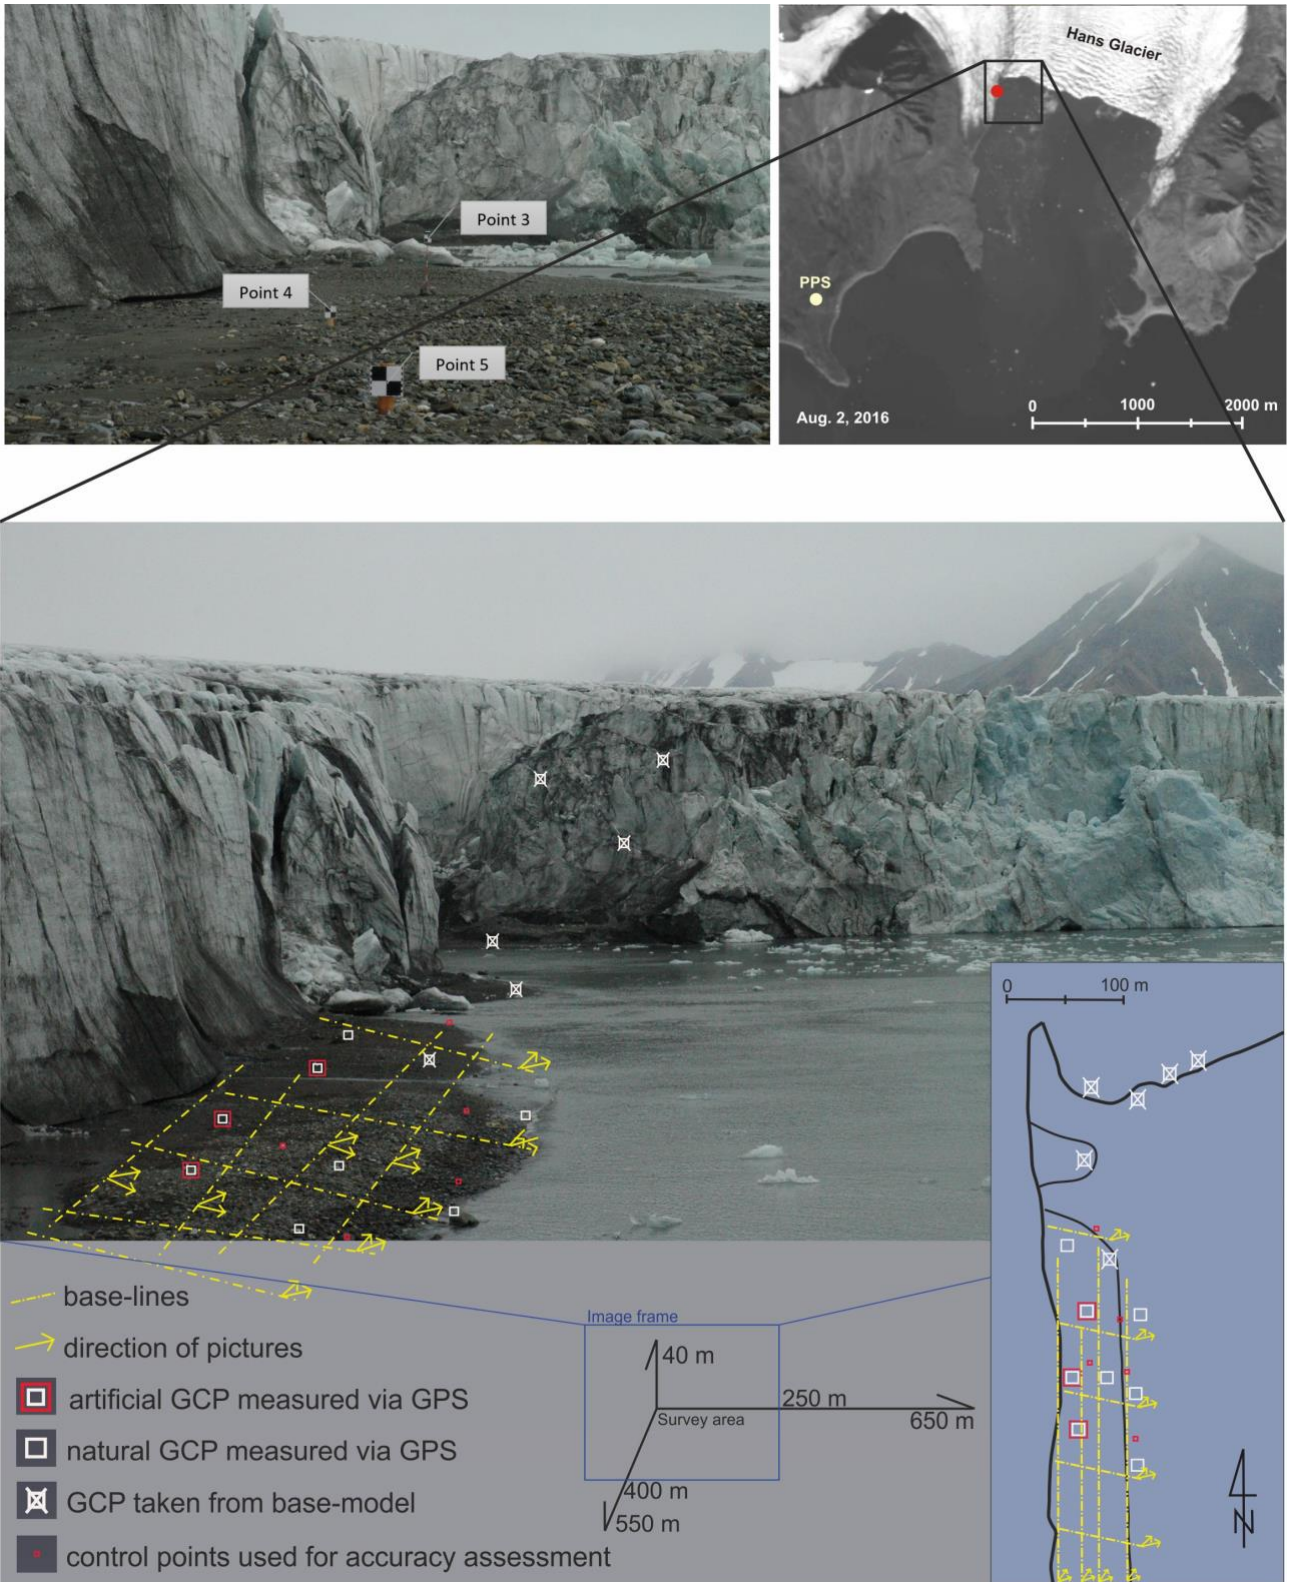 Point 3
Point 4
Point 5
Hans Glacier
PPS
Aug. 2, 2016
0 1000 2000 m
0 100 m
base-lines
direction of pictures
artificial GCP measured via GPS
natural GCP measured via GPS
GCP taken from base-model
control points used for accuracy assessment
Image frame
40 m
Survey area
250 m
650 m
400 m
550 m
N